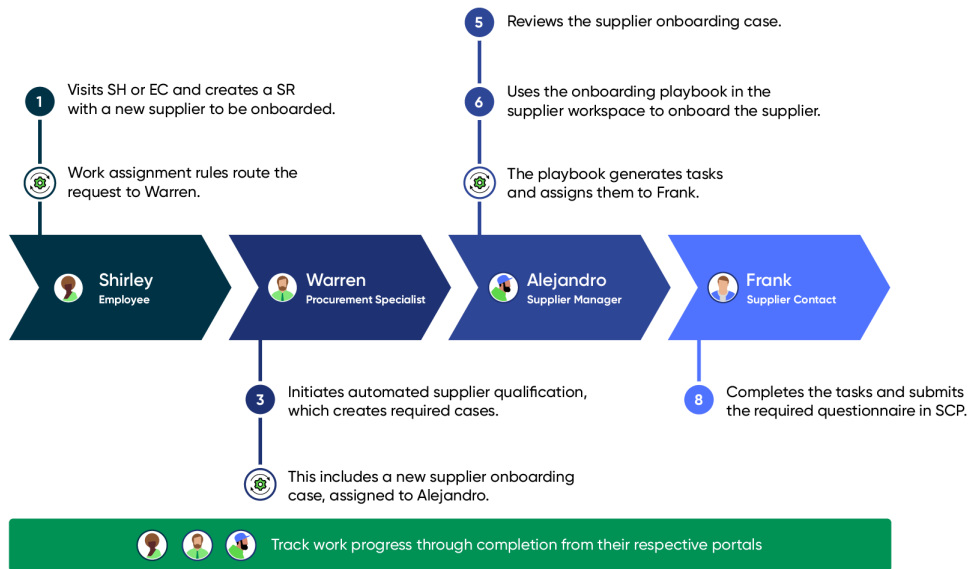 1
Visits SH or EC and creates a SR
with a new supplier to be onboarded.
Work assignment rules route the
request to Warren.
5
Reviews the supplier onboarding case.
6
Uses the onboarding playbook in the
supplier workspace to onboard the supplier.
The playbook generates tasks
and assigns them to Frank.
Shirley
Employee
Warren
Procurement Specialist
Alejandro
Supplier Manager
Frank
Supplier Contact
3
Initiates automated supplier qualification,
which creates required cases.
This includes a new supplier onboarding
case, assigned to Alejandro.
8
Completes the tasks and submits
the required questionnaire in SCP.
Track work progress through completion from their respective portals